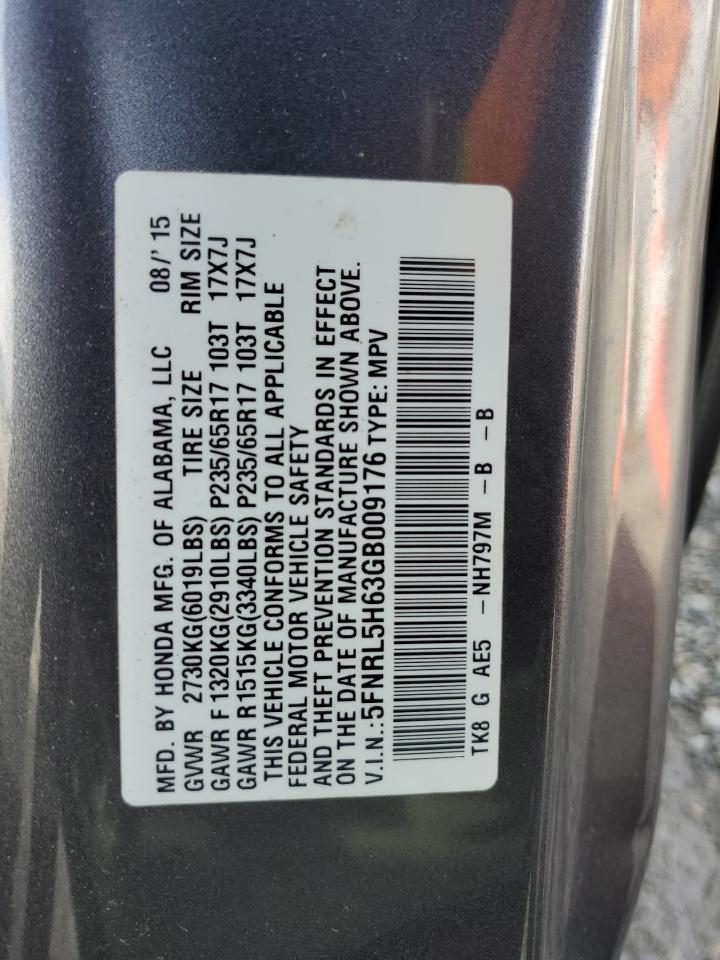 MFD. BY HONDA MFG. OF ALABAMA, LLC 08/' 15
GVWR 2730KG(6019LBS) TIRE SIZE RIM SIZE
GAWR F 1320KG(2910LBS) P235/65R17 103T 17X7J
GAWR R1515KG(3340LBS) P235/65R17 103T 17X7J
THIS VEHICLE CONFORMS TO ALL APPLICABLE
FEDERAL MOTOR VEHICLE SAFETY
AND THEFT PREVENTION STANDARDS IN EFFECT
ON THE DATE OF MANUFACTURE SHOWN ABOVE.
V.I.N.:5FNRL5H63GB009176 TYPE: MPV
TK8 G AE5 -NH797M -B -B